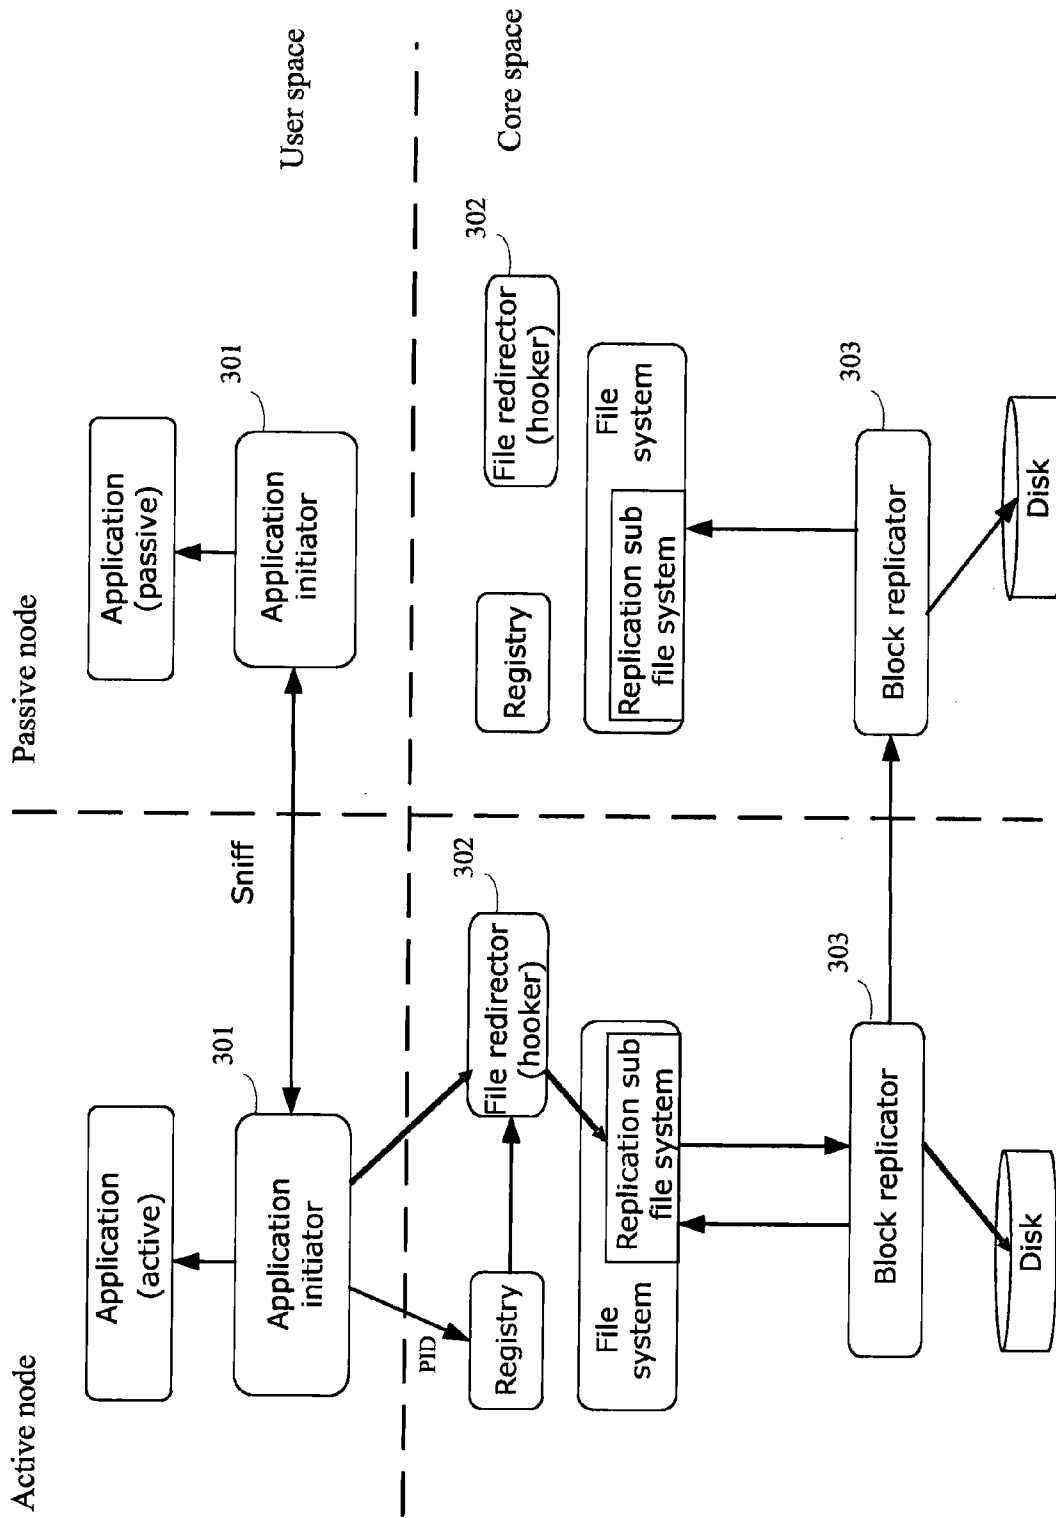 Active node
Passive node
Application
(active)
Application
(passive)
User space
301
301
Sniff
Application
initiator
Application
initiator
PID
Core space
302
302
Registry
File redirector
(hooker)
Registry
File redirector
(hooker)
File
system
Replication sub
file system
Replication sub
file system
File
system
303
303
Block replicator
Block replicator
Disk
Disk